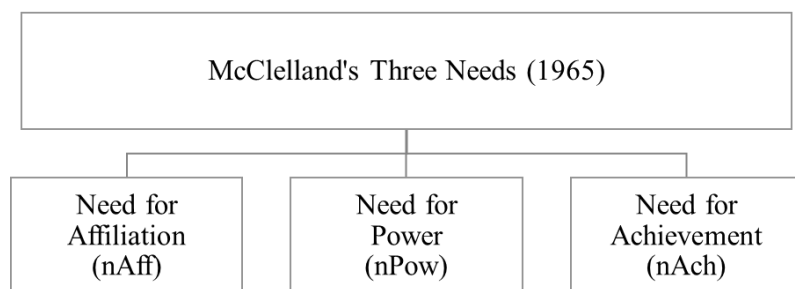 McClelland's Three Needs (1965)
Need for
Affiliation
(nAff)
Need for
Power
(nPow)
Need for
Achievement
(nAch)